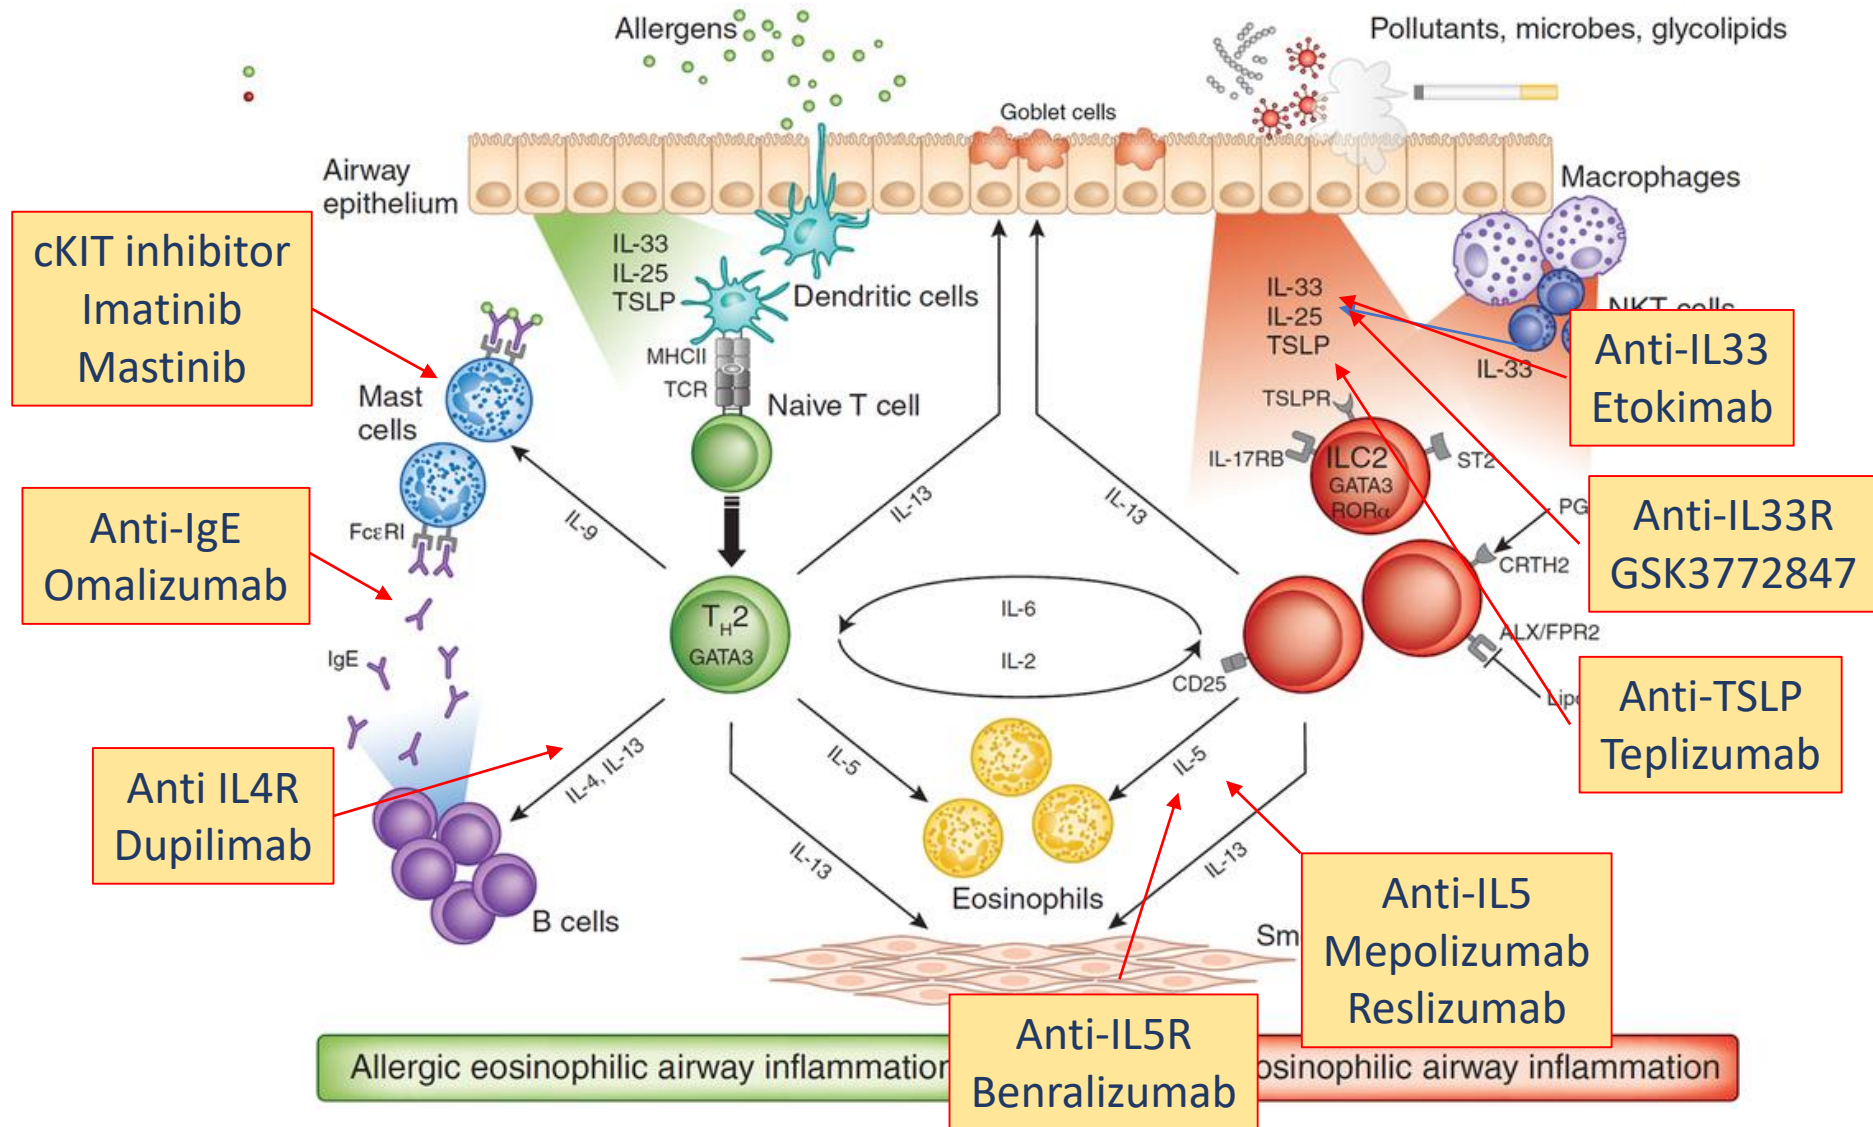 Allergens
Pollutants, microbes, glycolipids
Goblet cells
Airway
epithelium
Macrophages
cKIT inhibitor
Imatinib
Mastinib
IL-33
IL-25
TSLP
Dendritic cells
IL-33
IL-25
TSLP
NKT cells
IL-33
Anti-IL33
Etokimab
MHCII
TCR
Naive T cell
Mast
cells
TSLPR
IL-17RB
ILC2
GATA3
RORα
ST2
Anti-IgE
Omalizumab
FcεRI
IL-9
IL-13
IL-13
PG
CRTH2
Anti-IL33R
GSK3772847
TH2
GATA3
IL-6
IL-2
CD25
ALX/FPR2
IgE
Anti-TSLP
Teplizumab
Anti IL4R
Dupilimab
IL-4, IL-13
IL-5
IL-5
IL-13
IL-13
B cells
Eosinophils
Anti-IL5
Mepolizumab
Reslizumab
Anti-IL5R
Benralizumab
Allergic eosinophilic airway inflammation
osinophilic airway inflammation